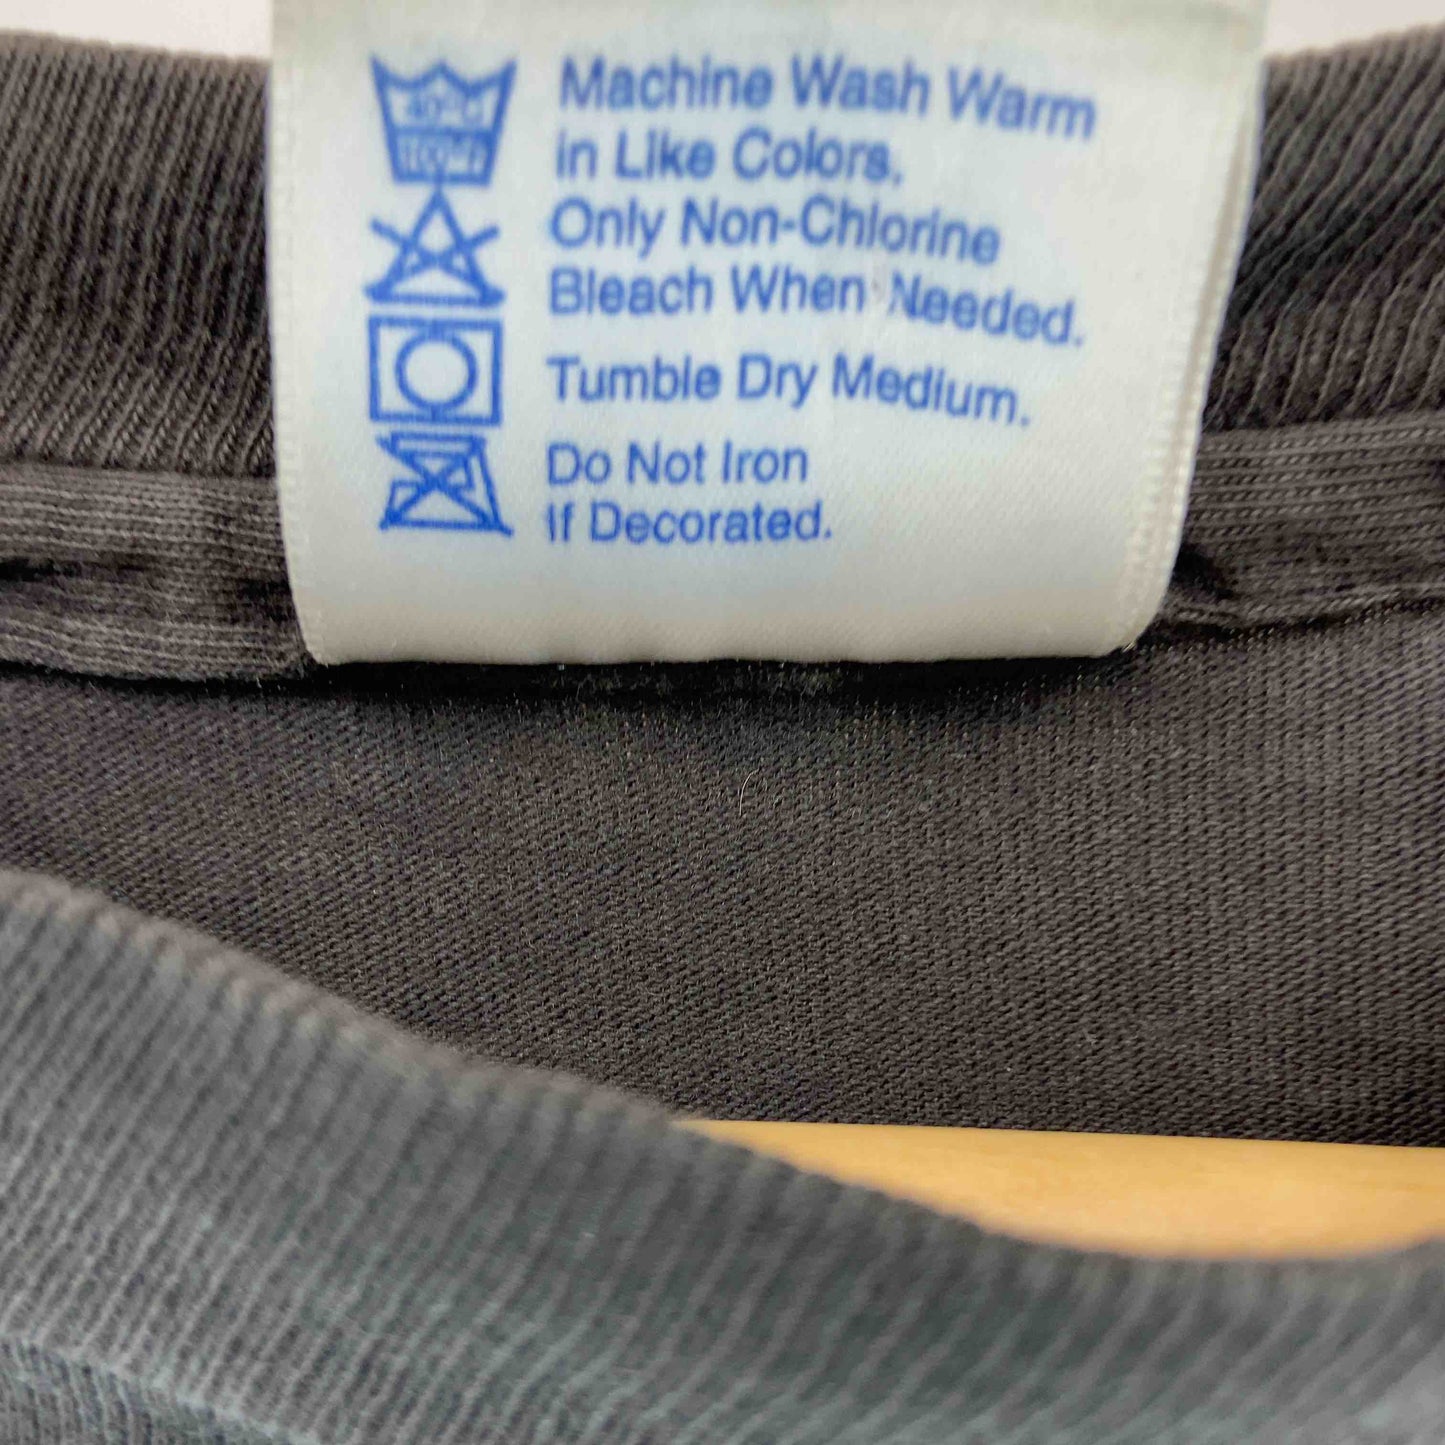 40°C
Machine Wash Warm
in Like Colors.
Only Non-Chlorine
Bleach When Needed.
Tumble Dry Medium.
Do Not Iron
If Decorated.